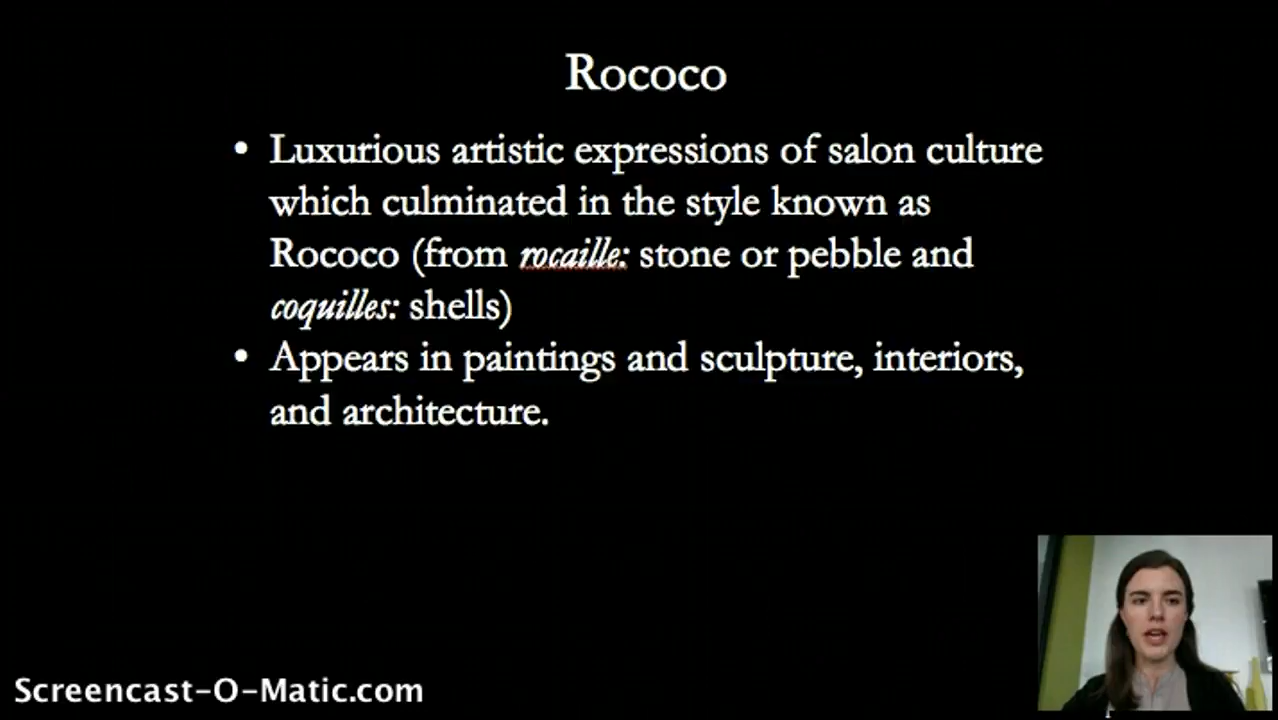 Rococo
• Luxurious artistic expressions of salon culture
which culminated in the style known as
Rococo (from rocaille: stone or pebble and
coquilles: shells)
• Appears in paintings and sculpture, interiors,
and architecture.
Screencast-O-Matic.com